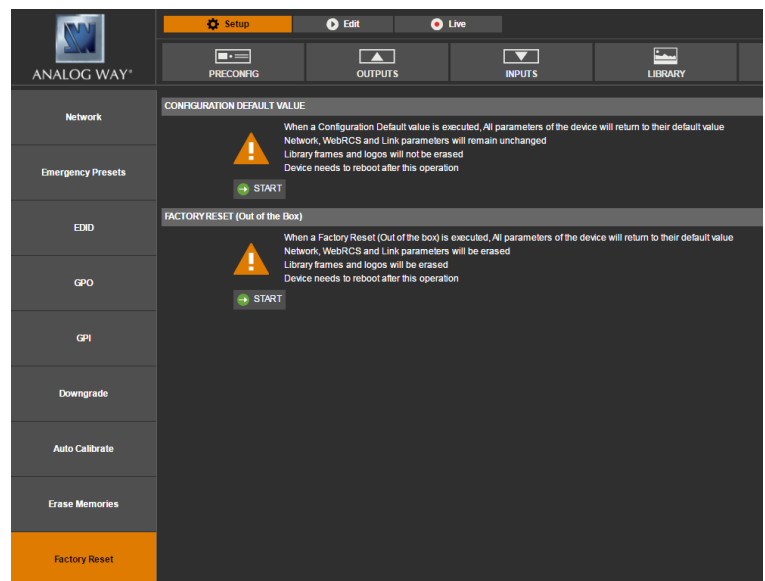 Setup
Edit
Live
ANALOG WAY®
PRECONFIG
OUTPUTS
INPUTS
LIBRARY
Network
Emergency Presets
EDID
GPO
GPI
Downgrade
Auto Calibrate
Erase Memories
Factory Reset
CONFIGURATION DEFAULT VALUE
When a Configuration Default value is executed, All parameters of the device will return to their default value
Network, WebRCS and Link parameters will remain unchanged
Library frames and logos will not be erased
Device needs to reboot after this operation
START
FACTORY RESET (Out of the Box)
When a Factory Reset (Out of the box) is executed, All parameters of the device will return to their default value
Network, WebRCS and Link parameters will be erased
Library frames and logos will be erased
Device needs to reboot after this operation
START